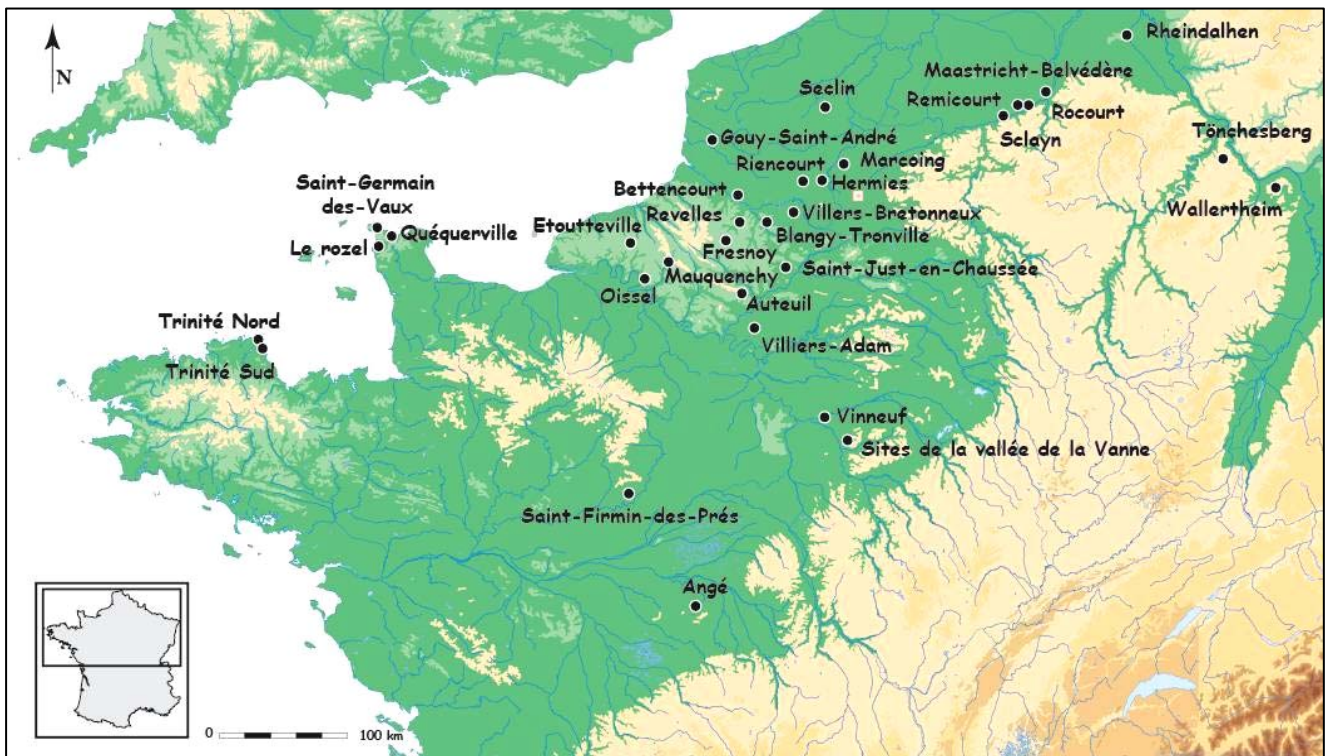 N
Rheindalhen
Maastricht-Belvédère
Seclin
Remicourt
Rocourt
Sclayn
Tönchesberg
Gouy-Saint-André
Riencourt
Marcoing
Wallertheim
Hermies
Bettencourt
Saint-Germain
des-Vaux
Revelles
Villers-Bretonneux
Etoutteville
Blangy-Tronville
Quéquerville
Le rozel
Fresnoy
Mauquenchy
Saint-Just-en-Chaussée
Oissel
Auteuil
Trinité Nord
Villiers-Adam
Trinité Sud
Vinneuf
Sites de la vallée de la Vanne
Saint-Firmin-des-Prés
Angé
0 100 km